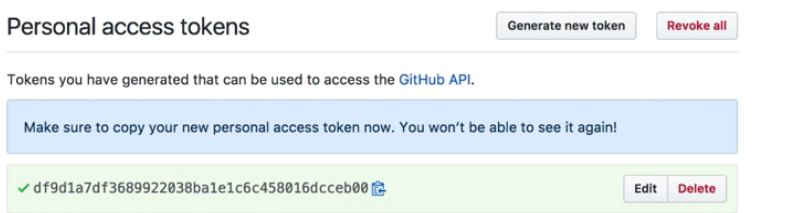 Personal access tokens
Generate new token
Revoke all
Tokens you have generated that can be used to access the GitHub API.
Make sure to copy your new personal access token now. You won't be able to see it again!
df9d1a7df3689922038ba1e1c6c458016dcceb00
Edit
Delete